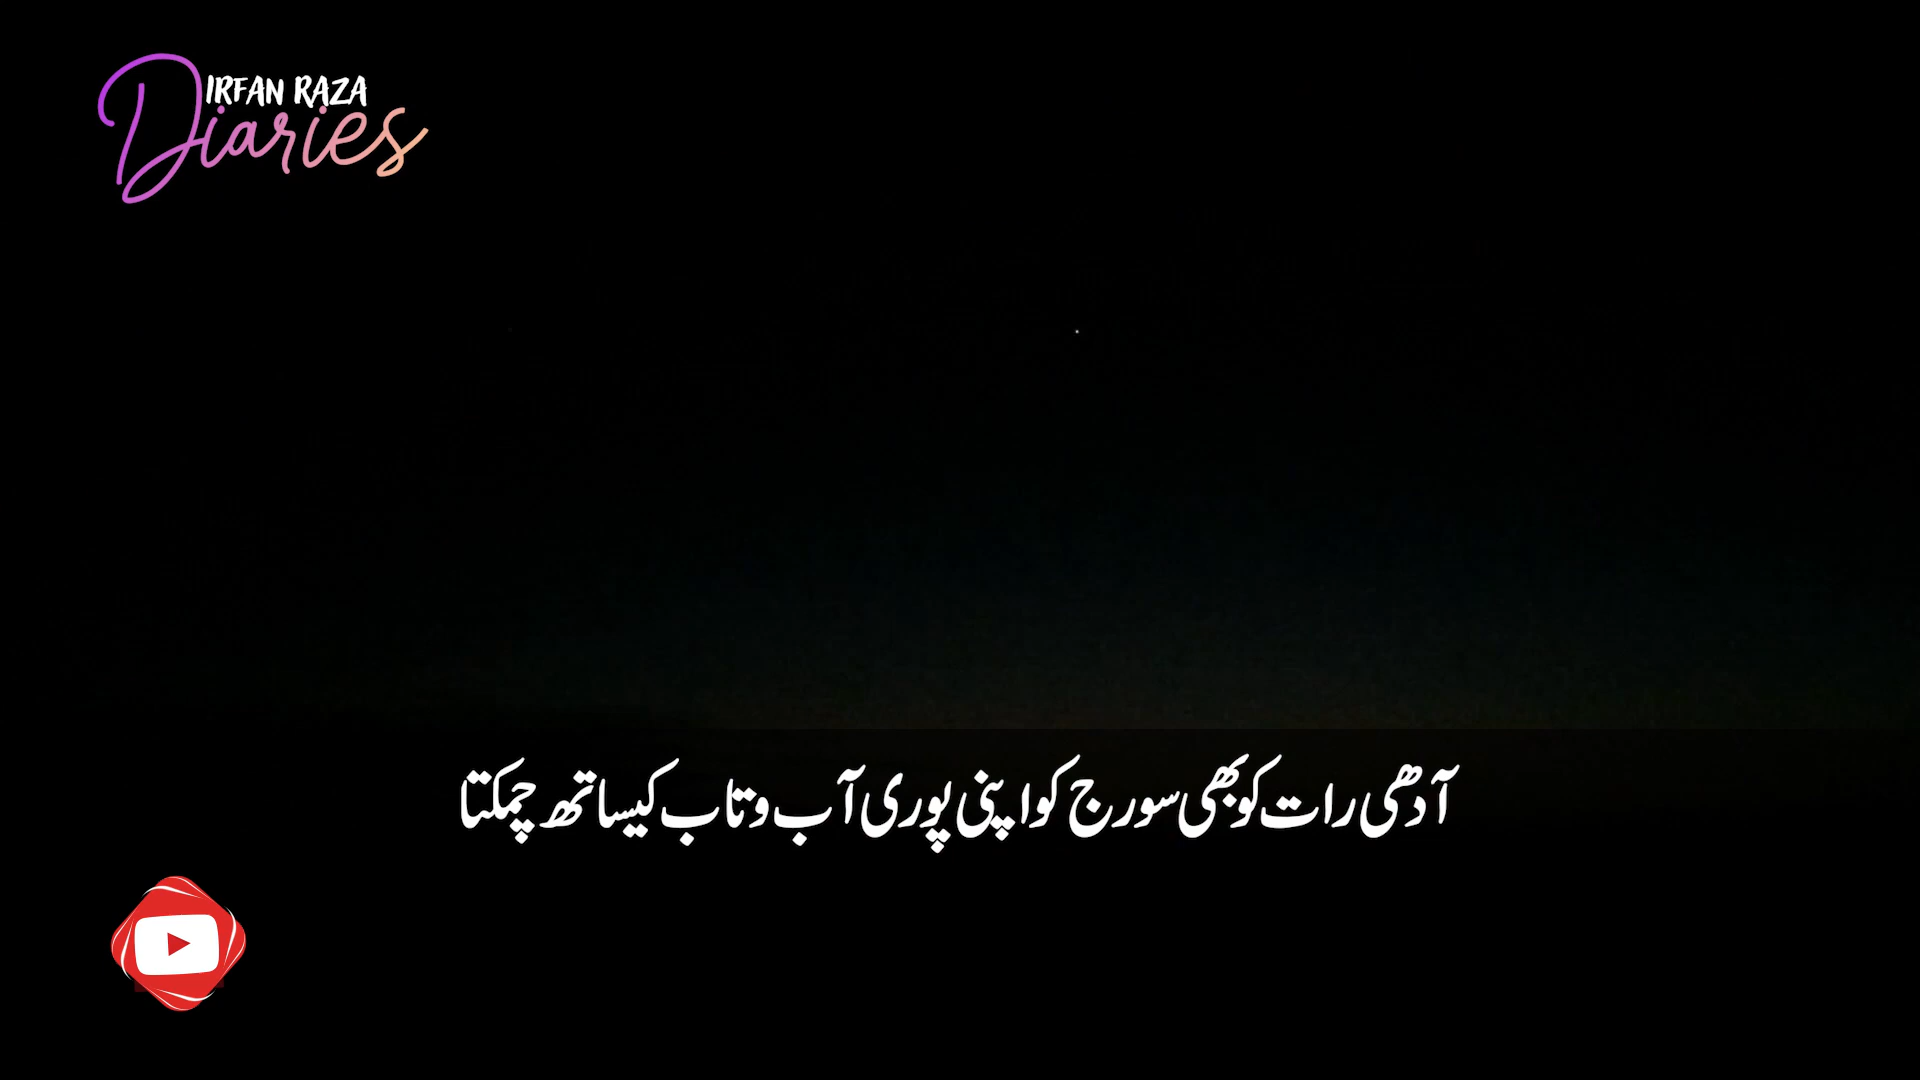 IRFAN RAZA
Diaries
آدھی رات کو بھی سورج کو اپنی پوری آب و تاب کیساتھ چمکتا